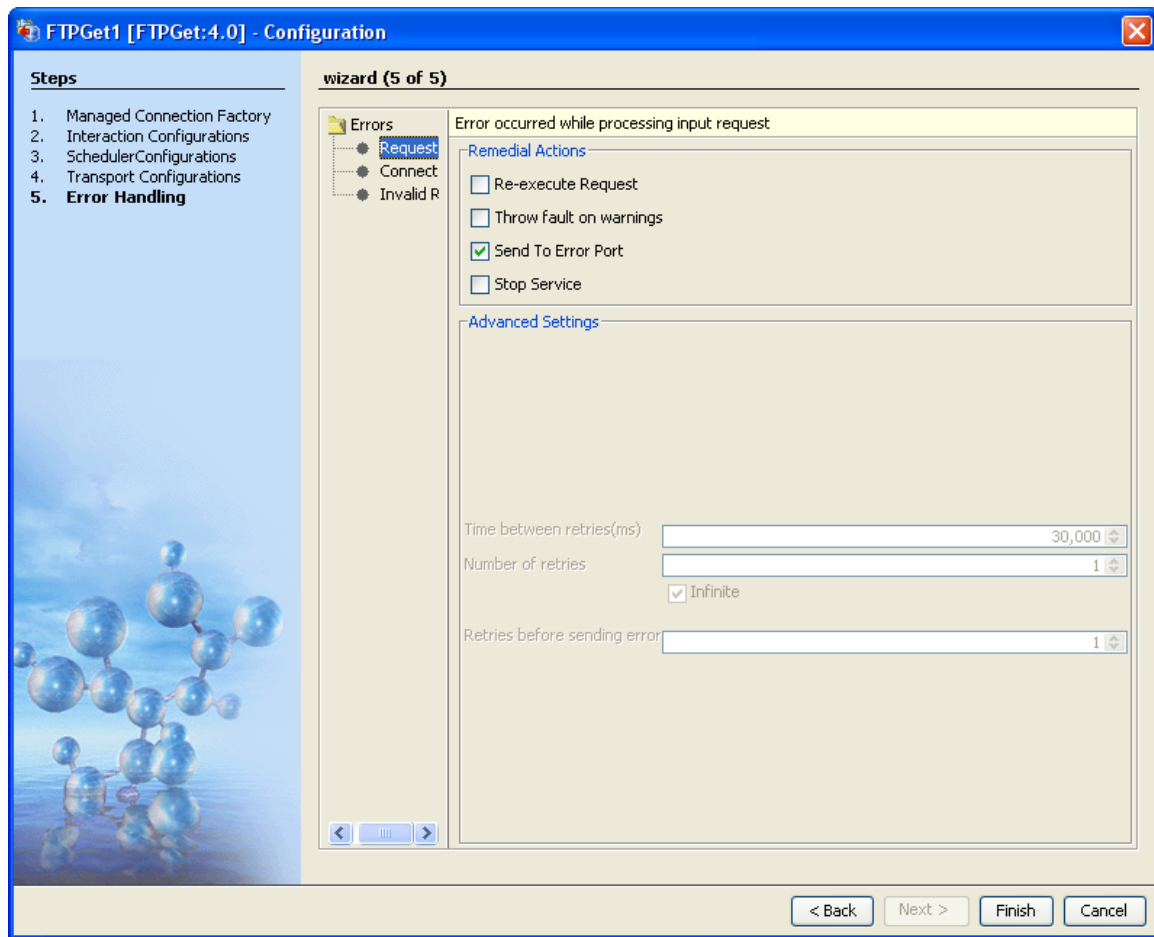 FTPGet1 [FTPGet:4.0] - Configuration
Steps
1. Managed Connection Factory
2. Interaction Configurations
3. SchedulerConfigurations
4. Transport Configurations
5. Error Handling
wizard (5 of 5)
Errors
Request
Connect
Invalid R
Error occurred while processing input request
Remedial Actions
Re-execute Request
Throw fault on warnings
Send To Error Port
Stop Service
Advanced Settings
Time between retries(ms) 30,000
Number of retries 1
Infinite
Retries before sending error 1
< Back Next > Finish Cancel